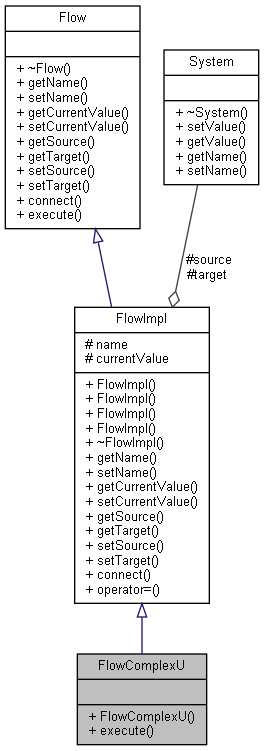 Flow
+ ~Flow()
+ getName()
+ setName()
+ getCurrentValue()
+ setCurrentValue()
+ getSource()
+ getTarget()
+ setSource()
+ setTarget()
+ connect()
+ execute()
System
+ ~System()
+ setValue()
+ getValue()
+ getName()
+ setName()
#source
#target
FlowImpl
# name
# currentValue
+ FlowImpl()
+ FlowImpl()
+ FlowImpl()
+ FlowImpl()
+ ~FlowImpl()
+ getName()
+ setName()
+ getCurrentValue()
+ setCurrentValue()
+ getSource()
+ getTarget()
+ setSource()
+ setTarget()
+ connect()
+ operator=()
FlowComplexU
+ FlowComplexU()
+ execute()